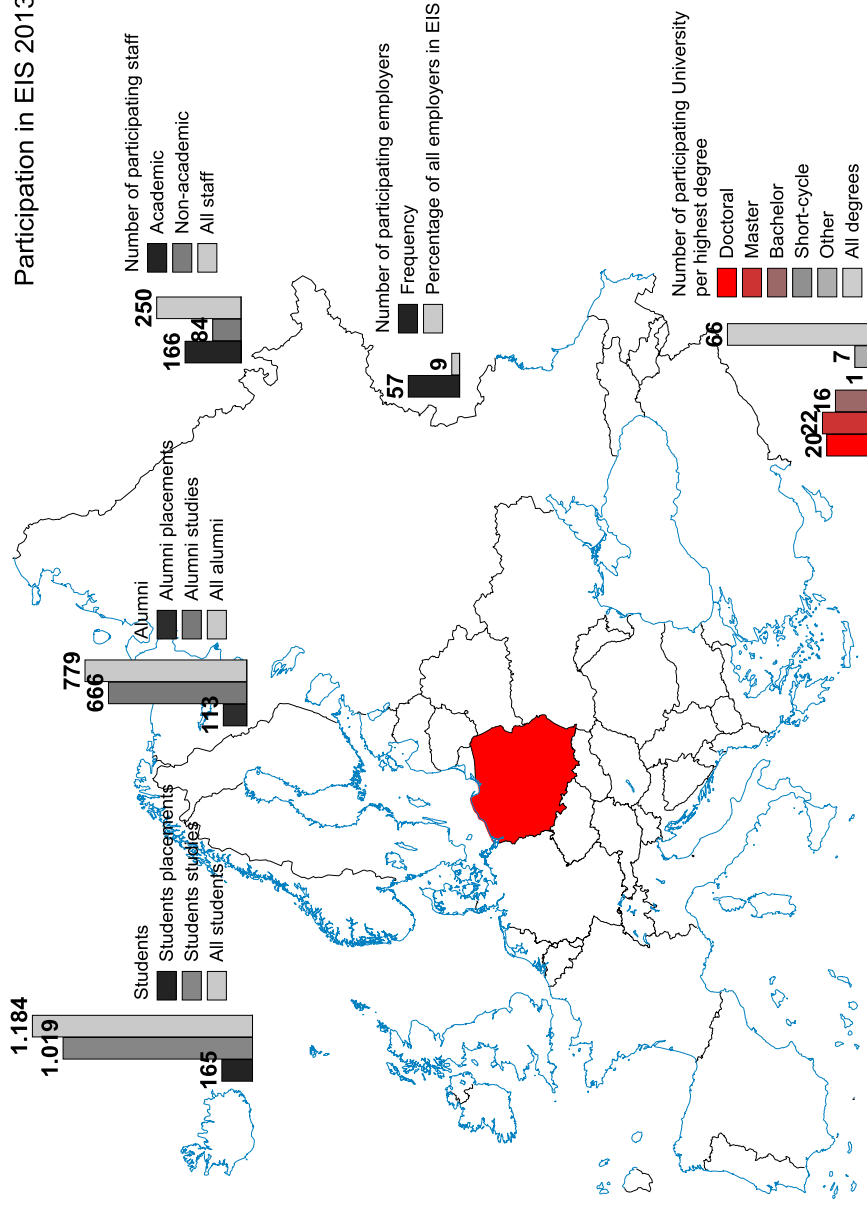 Participation in EIS 2013
1.184
1.019
165
Students
Students placements
Students studies
All students
779
666
113
Alumni
Alumni placements
Alumni studies
All alumni
250
166
84
Number of participating staff
Academic
Non-academic
All staff
57
9
Number of participating employers
Frequency
Percentage of all employers in EIS
66
20
22
16
1
7
Number of participating University
per highest degree
Doctoral
Master
Bachelor
Short-cycle
Other
All degrees